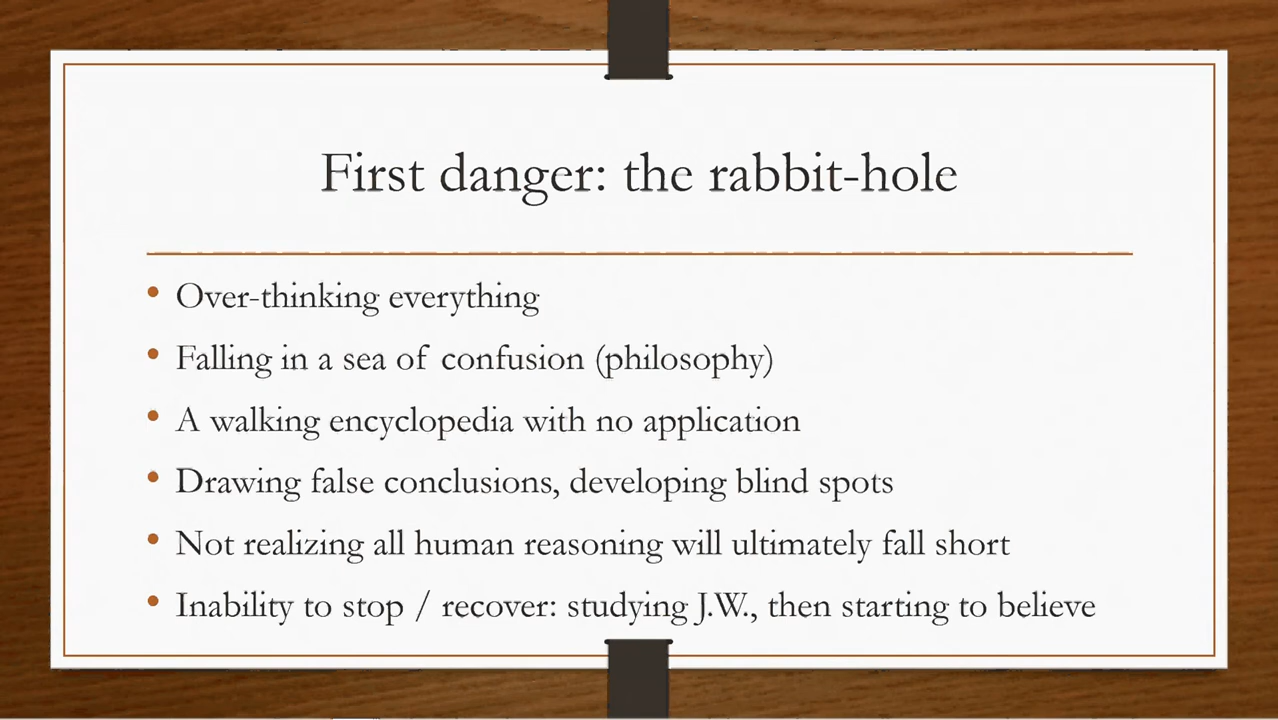 First danger: the rabbit-hole
• Over-thinking everything
• Falling in a sea of confusion (philosophy)
• A walking encyclopedia with no application
• Drawing false conclusions, developing blind spots
• Not realizing all human reasoning will ultimately fall short
• Inability to stop / recover: studying J.W., then starting to believe